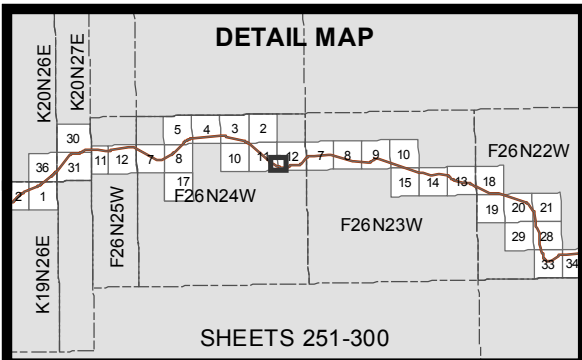 DETAIL MAP
K20N26E
K20N27E
30
5 4 3 2
36 31 11 12 7 8 10 11 12 7 8 9 10
F26N22W
2 1
17
F26N24W
15 14 13 18
19 20 21
F26N25W
F26N23W
29 28
K19N26E
33 34
SHEETS 251-300